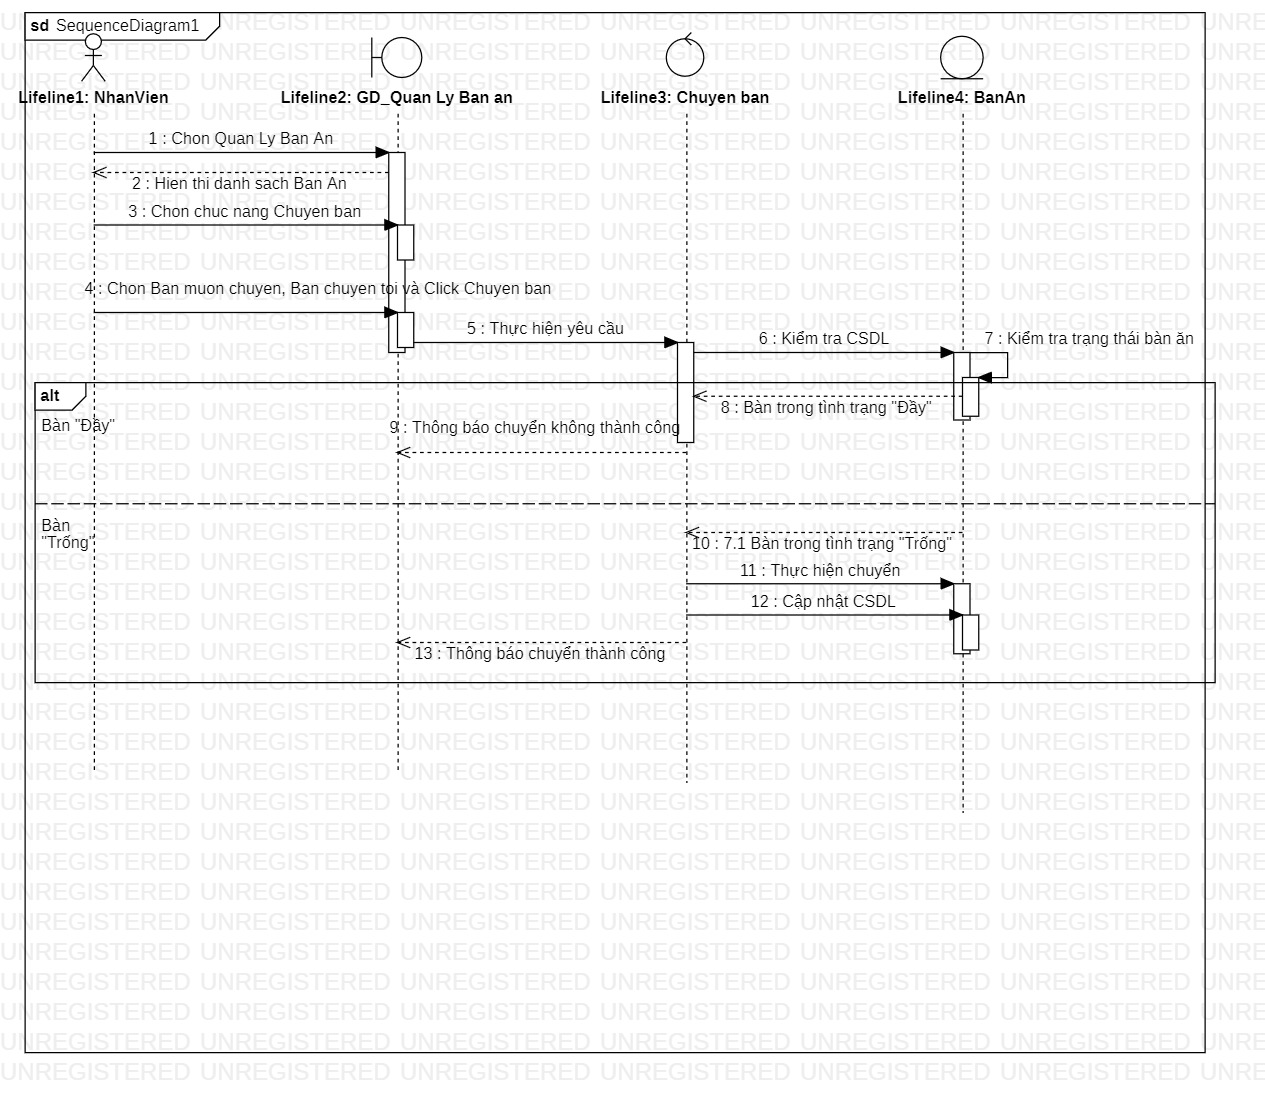 sd SequenceDiagram1
Lifeline1: NhanVien
Lifeline2: GD_Quan Ly Ban an
Lifeline3: Chuyen ban
Lifeline4: BanAn
1 : Chon Quan Ly Ban An
2 : Hien thi danh sach Ban An
3 : Chon chuc nang Chuyen ban
4 : Chon Ban muon chuyen, Ban chuyen toi và Click Chuyen ban
5 : Thực hiện yêu cầu
6 : Kiểm tra CSDL
7 : Kiểm tra trạng thái bàn ăn
alt
Bàn "Đầy"
8 : Bàn trong tình trạng "Đầy"
9 : Thông báo chuyển không thành công
Bàn
"Trống"
10 : 7.1 Bàn trong tình trạng "Trống"
11 : Thực hiện chuyển
12 : Cập nhật CSDL
13 : Thông báo chuyển thành công
UNREGISTERED